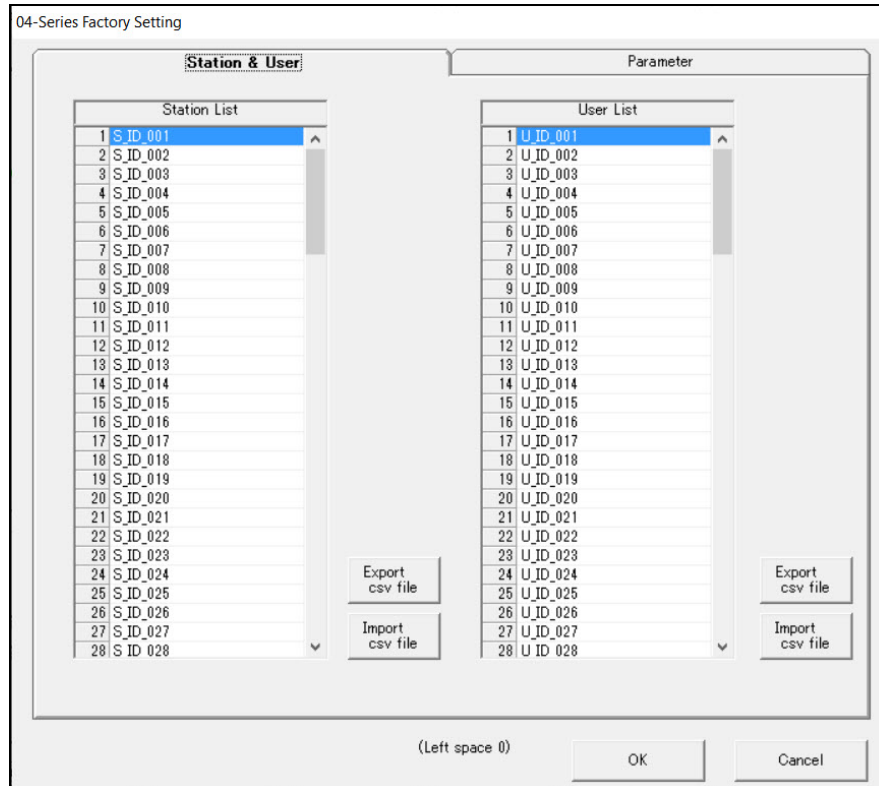 04-Series Factory Setting
Station & User
Parameter
Station List
1 S_ID_001
2 S_ID_002
3 S_ID_003
4 S_ID_004
5 S_ID_005
6 S_ID_006
7 S_ID_007
8 S_ID_008
9 S_ID_009
10 S_ID_010
11 S_ID_011
12 S_ID_012
13 S_ID_013
14 S_ID_014
15 S_ID_015
16 S_ID_016
17 S_ID_017
18 S_ID_018
19 S_ID_019
20 S_ID_020
21 S_ID_021
22 S_ID_022
23 S_ID_023
24 S_ID_024
25 S_ID_025
26 S_ID_026
27 S_ID_027
28 S_ID_028
Export
csv file
Import
csv file
User List
1 U_ID_001
2 U_ID_002
3 U_ID_003
4 U_ID_004
5 U_ID_005
6 U_ID_006
7 U_ID_007
8 U_ID_008
9 U_ID_009
10 U_ID_010
11 U_ID_011
12 U_ID_012
13 U_ID_013
14 U_ID_014
15 U_ID_015
16 U_ID_016
17 U_ID_017
18 U_ID_018
19 U_ID_019
20 U_ID_020
21 U_ID_021
22 U_ID_022
23 U_ID_023
24 U_ID_024
25 U_ID_025
26 U_ID_026
27 U_ID_027
28 U_ID_028
Export
csv file
Import
csv file
(Left space 0)
OK
Cancel